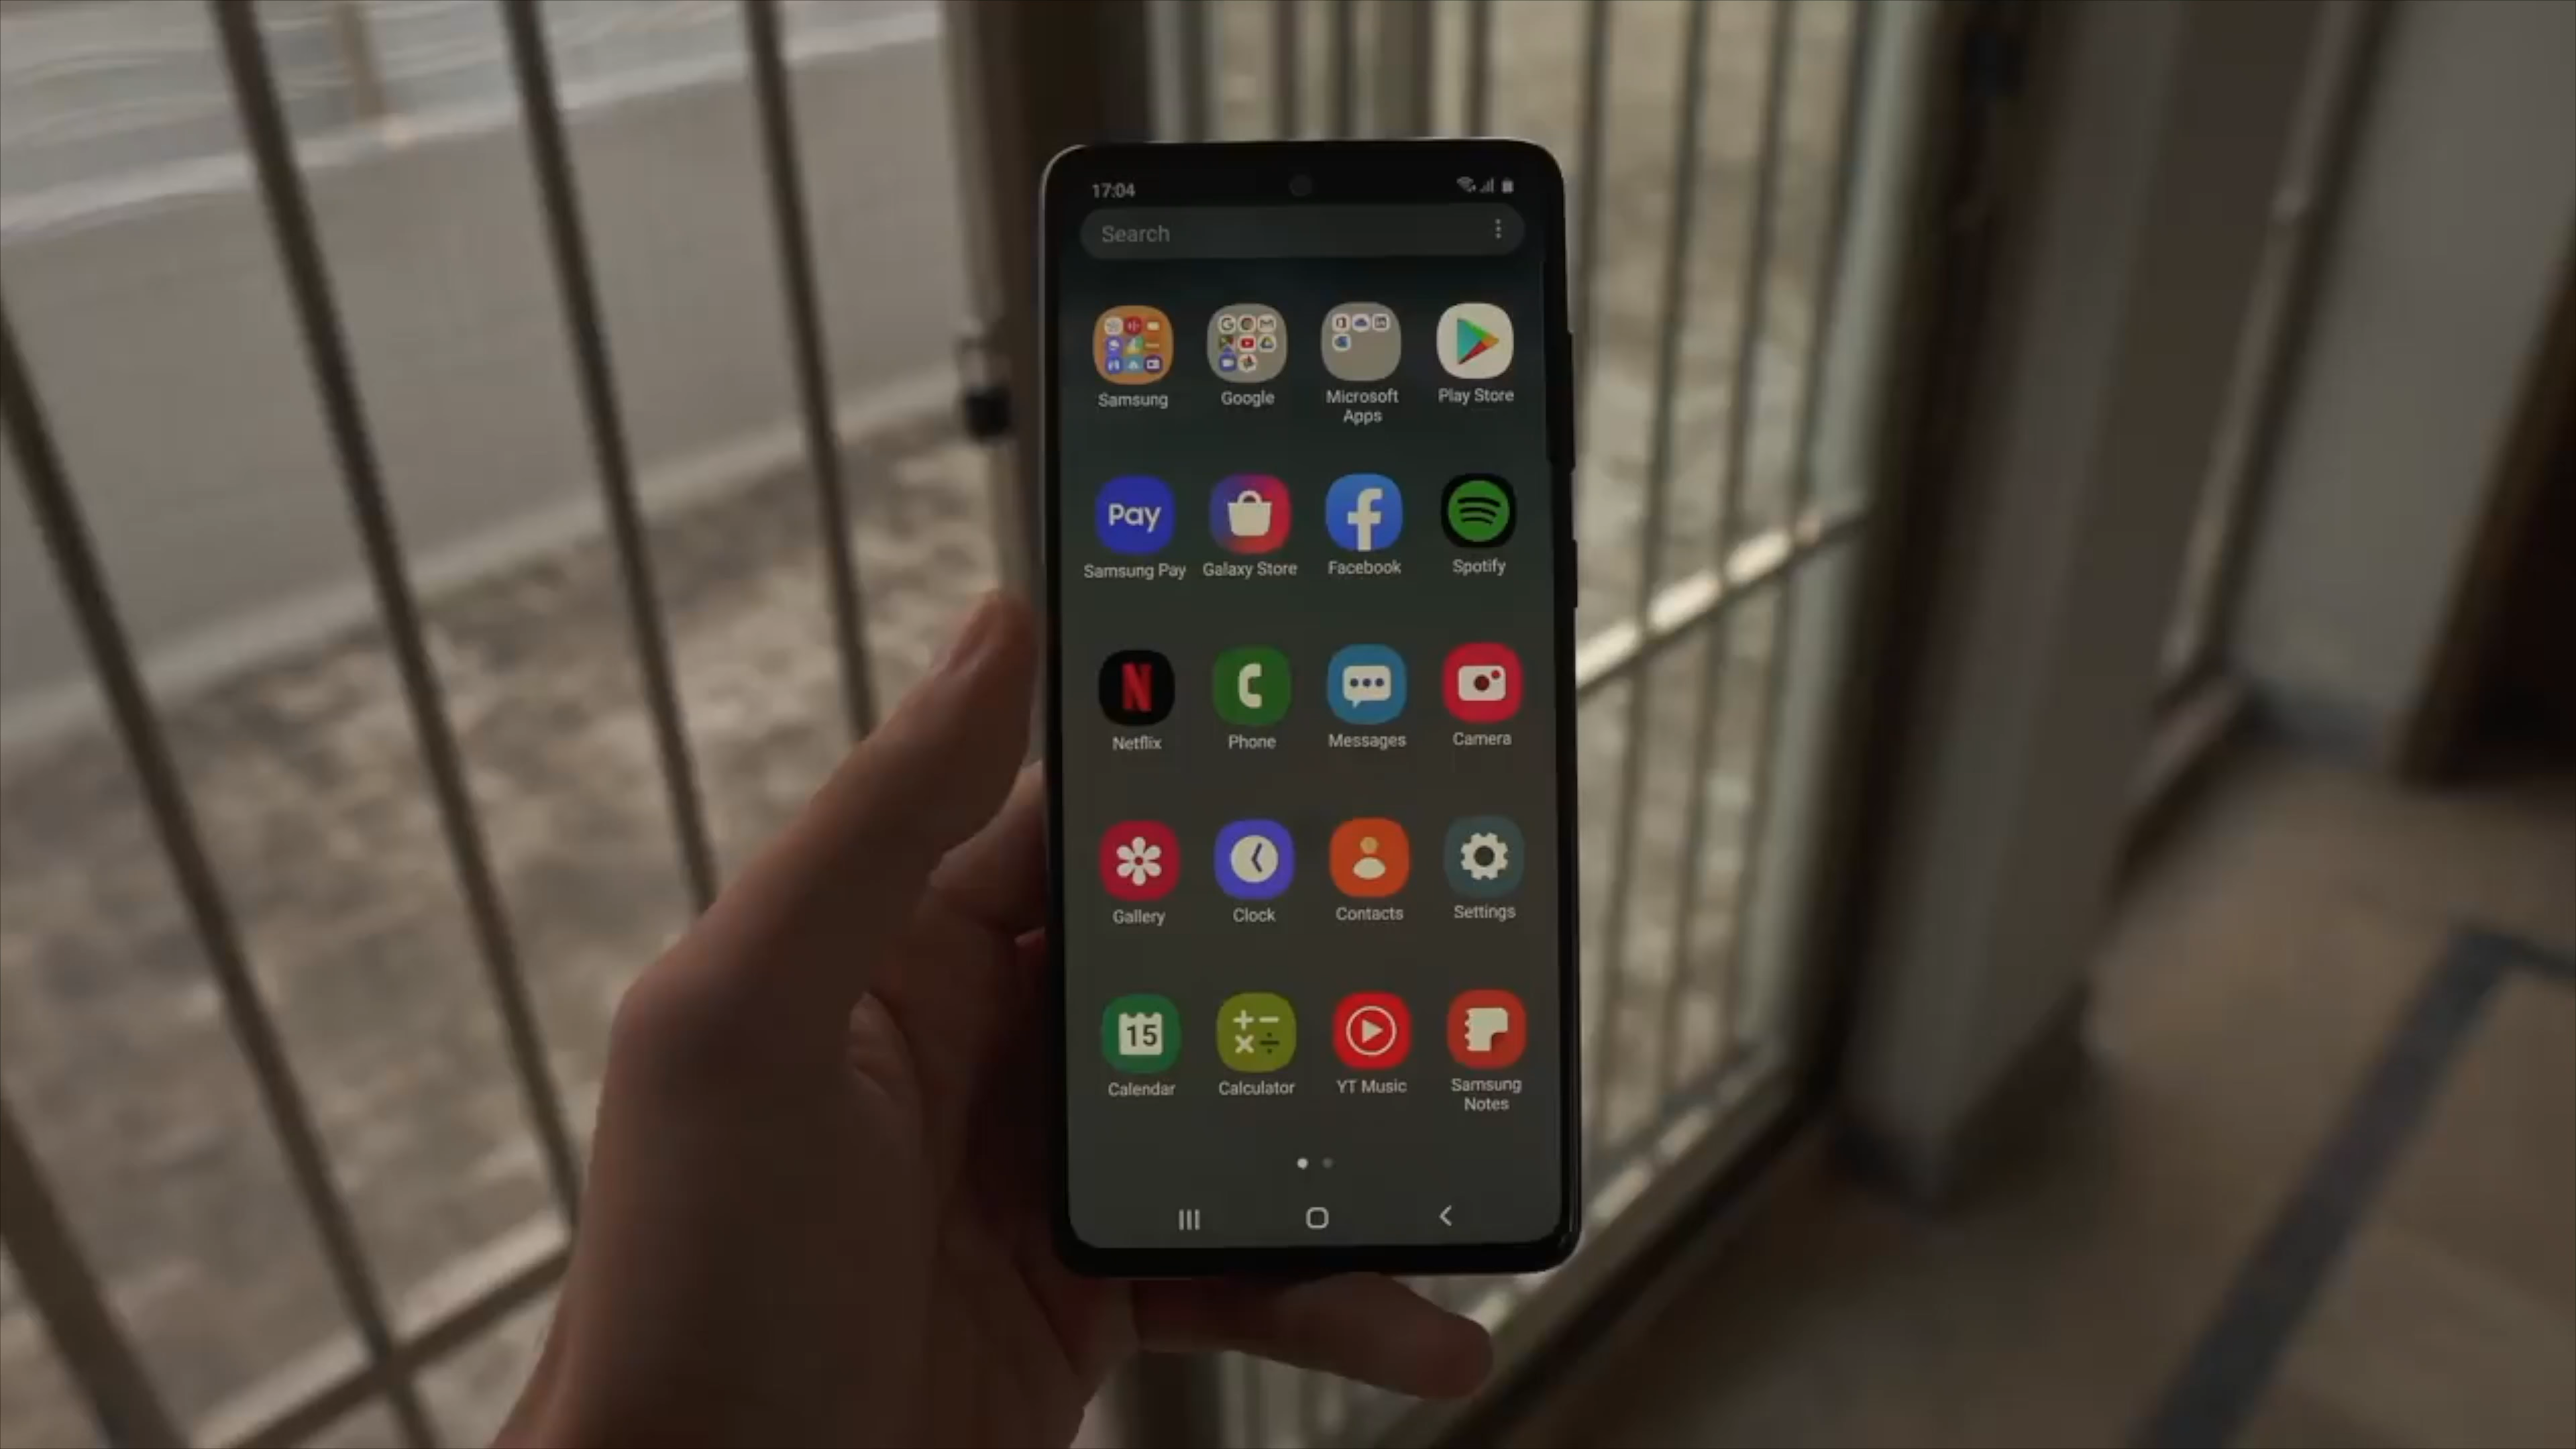 17:04
Search
Samsung
Google
Microsoft
Apps
Play Store
Pay
Samsung Pay
Galaxy Store
Facebook
Spotify
N
Netflix
Phone
Messages
Camera
Gallery
Clock
Contacts
Settings
15
Calendar
Calculator
YT Music
Samsung
Notes